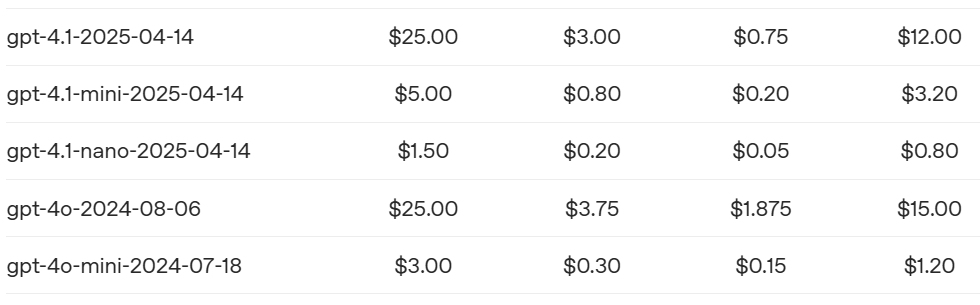 gpt-4.1-2025-04-14 $25.00 $3.00 $0.75 $12.00
gpt-4.1-mini-2025-04-14 $5.00 $0.80 $0.20 $3.20
gpt-4.1-nano-2025-04-14 $1.50 $0.20 $0.05 $0.80
gpt-4o-2024-08-06 $25.00 $3.75 $1.875 $15.00
gpt-4o-mini-2024-07-18 $3.00 $0.30 $0.15 $1.20